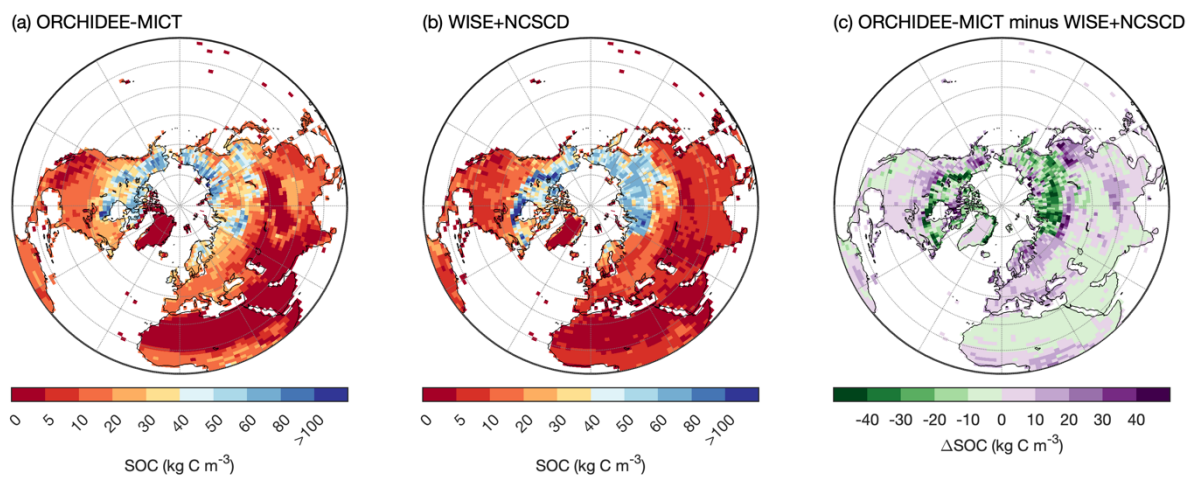 (a) ORCHIDEE-MICT
(b) WISE+NCSCD
(c) ORCHIDEE-MICT minus WISE+NCSCD
0 5 10 20 30 40 50 60 80 >100
SOC (kg C m⁻³)
0 5 10 20 30 40 50 60 80 >100
SOC (kg C m⁻³)
-40 -30 -20 -10 0 10 20 30 40
ΔSOC (kg C m⁻³)